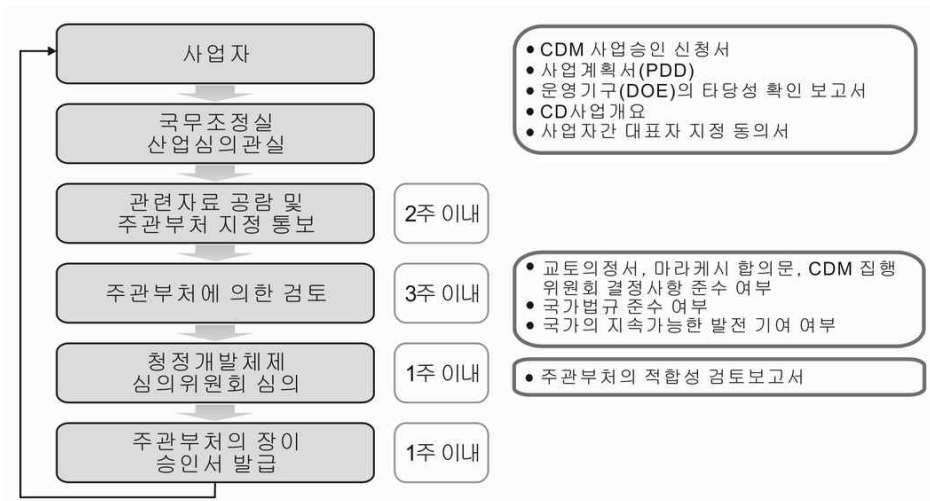 사업자
• CDM 사업승인 신청서
• 사업계획서(PDD)
• 운영기구(DOE)의 타당성 확인 보고서
• CD사업개요
• 사업자간 대표자 지정 동의서
국무조정실
산업심의관실
관련자료 공람 및
주관부처 지정 통보
2주 이내
주관부처에 의한 검토
3주 이내
• 교토의정서, 마라케시 합의문, CDM 집행
위원회 결정사항 준수 여부
• 국가법규 준수 여부
• 국가의 지속가능한 발전 기여 여부
청정개발체제
심의위원회 심의
1주 이내
• 주관부처의 적합성 검토보고서
주관부처의 장이
승인서 발급
1주 이내